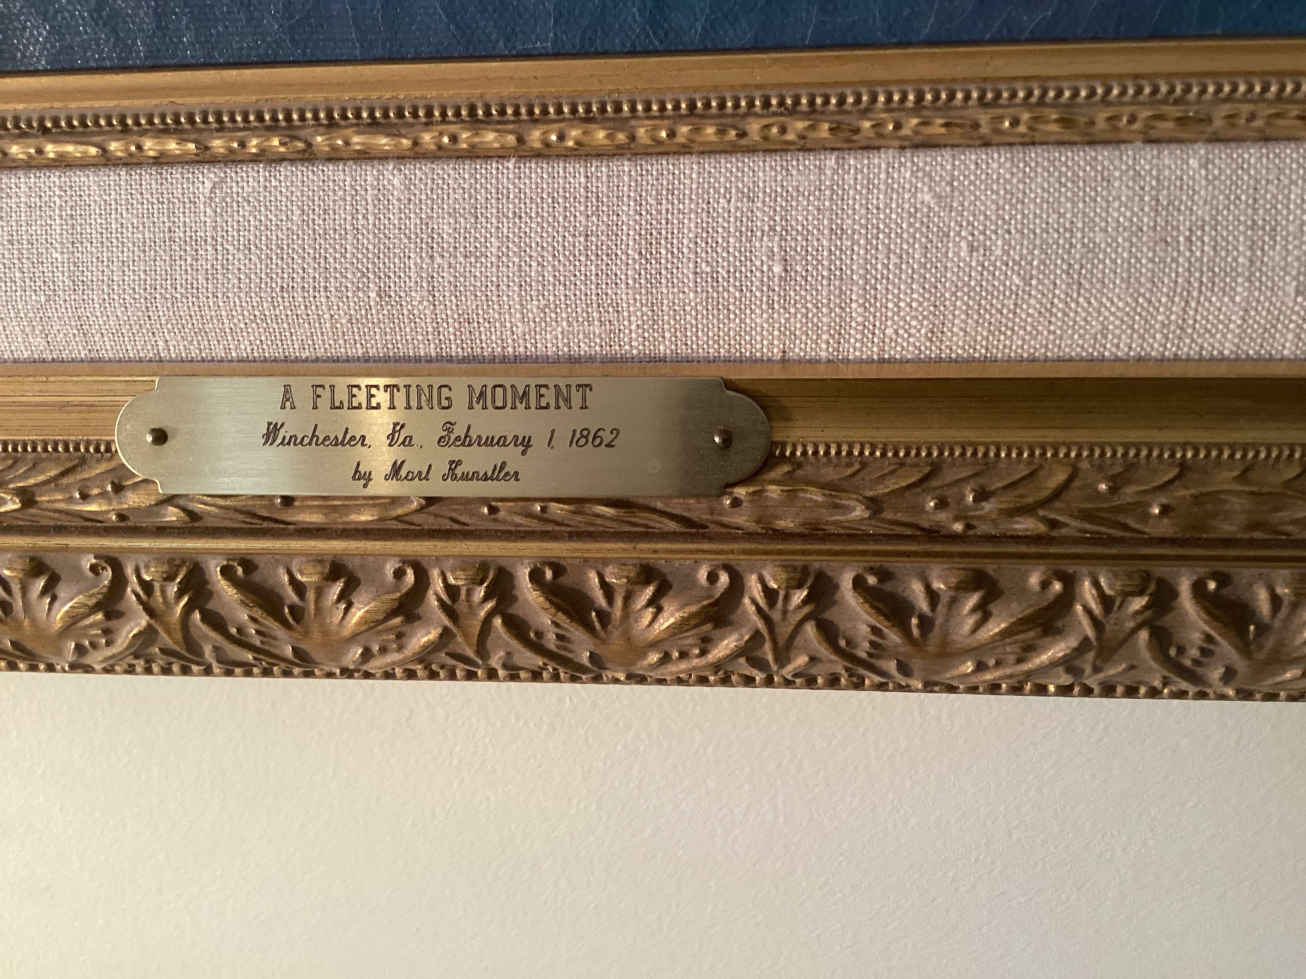 A FLEETING MOMENT
Winchester, Va., February 1, 1862
by Mort Kunstler